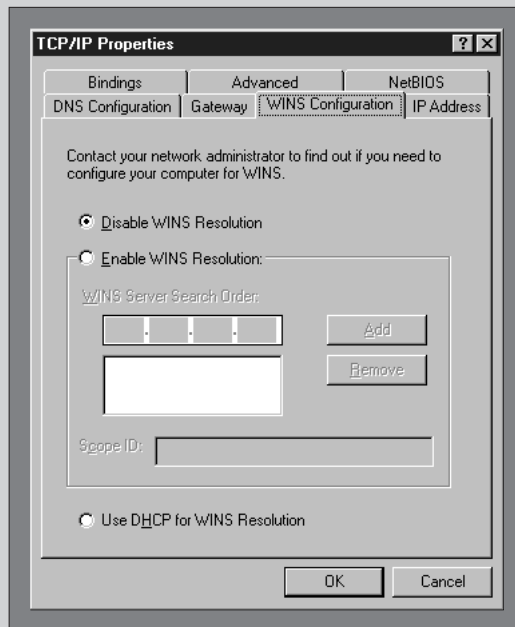 TCP/IP Properties
Bindings Advanced NetBIOS
DNS Configuration Gateway WINS Configuration IP Address
Contact your network administrator to find out if you need to
configure your computer for WINS.
Disable WINS Resolution
Enable WINS Resolution:
WINS Server Search Order:
Add
Remove
Scope ID:
Use DHCP for WINS Resolution
OK Cancel